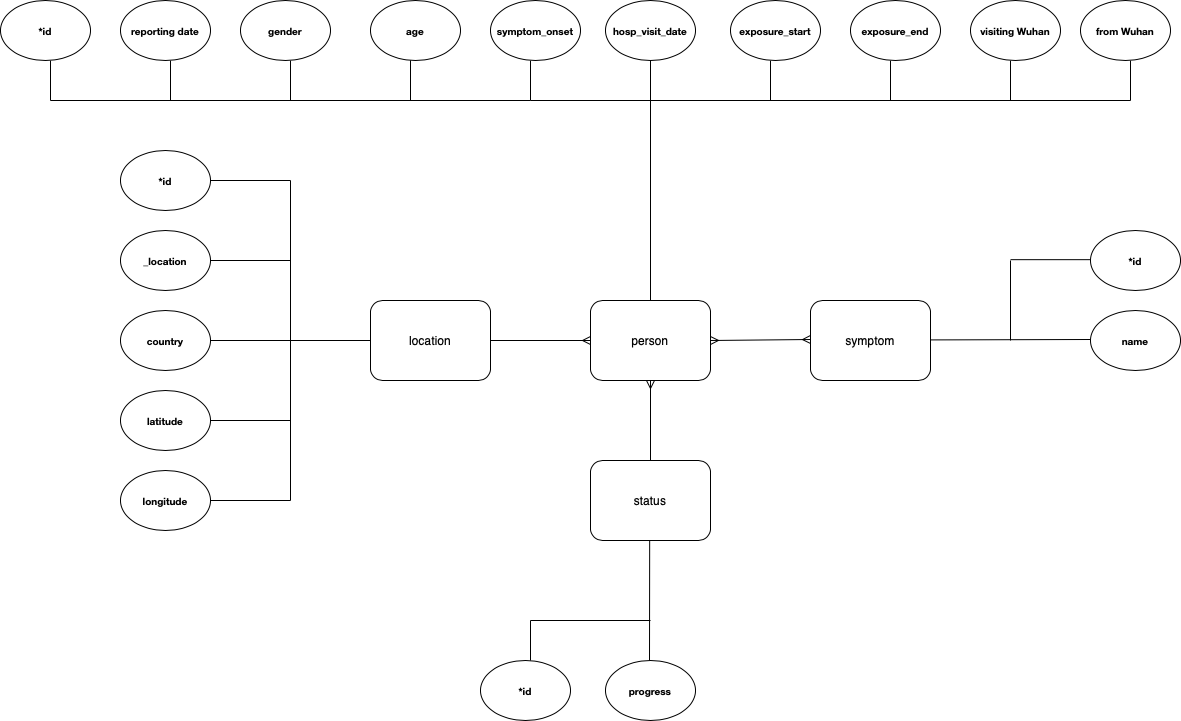 *id
reporting date
gender
age
symptom_onset
hosp_visit_date
exposure_start
exposure_end
visiting Wuhan
from Wuhan
*id
_location
country
latitude
longitude
location
person
symptom
*id
name
status
*id
progress